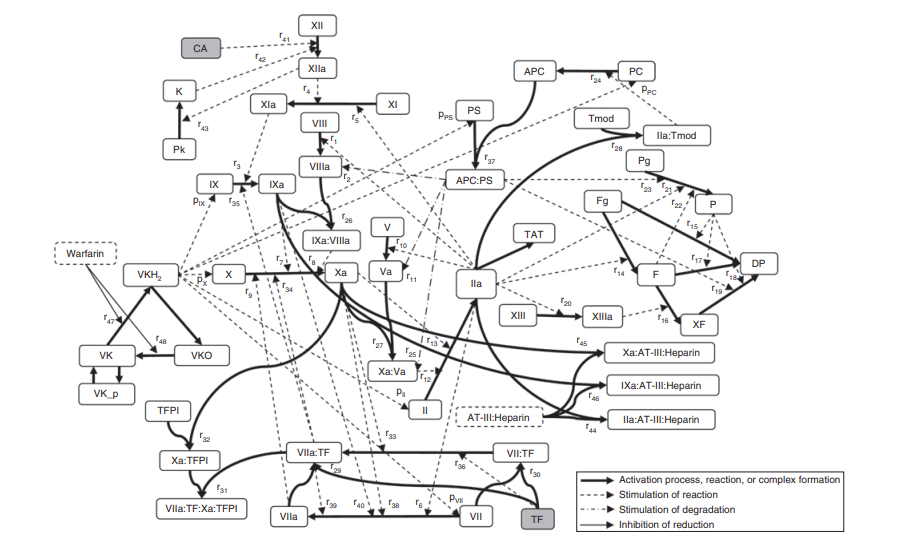 XII
r41
CA
r42
XIIa
APC
r24
PC
r4
K
pPC
XIa
XI
PS
pPS
r5
Tmod
r43
VIII
IIa:Tmod
r1
r28
Pk
r37
Pg
r3
VIIIa
r2
APC:PS
r23
r21
IX
IXa
P
pIX
r35
Fg
r22
r26
V
r15
TAT
IXa:VIIIa
r10
Warfarin
r7
r8
r17
VKH2
pX
X
Xa
Va
r11
r14
F
DP
IIa
r18
r9
r34
r19
r20
XIII
XIIIa
r16
XF
r47
r48
r13
r45
r27
VK
VKO
r25
Xa:AT-III:Heparin
Xa:Va
r12
VK_p
pII
IXa:AT-III:Heparin
r46
TFPI
II
AT-III:Heparin
IIa:AT-III:Heparin
r44
r32
r33
Xa:TFPI
VIIa:TF
VII:TF
r29
r36
r30
r31
Activation process, reaction, or complex formation
VIIa:TF:Xa:TFPI
r39
r40
r38
r6
pVII
Stimulation of reaction
VIIa
VII
TF
Stimulation of degradation
Inhibition of reduction